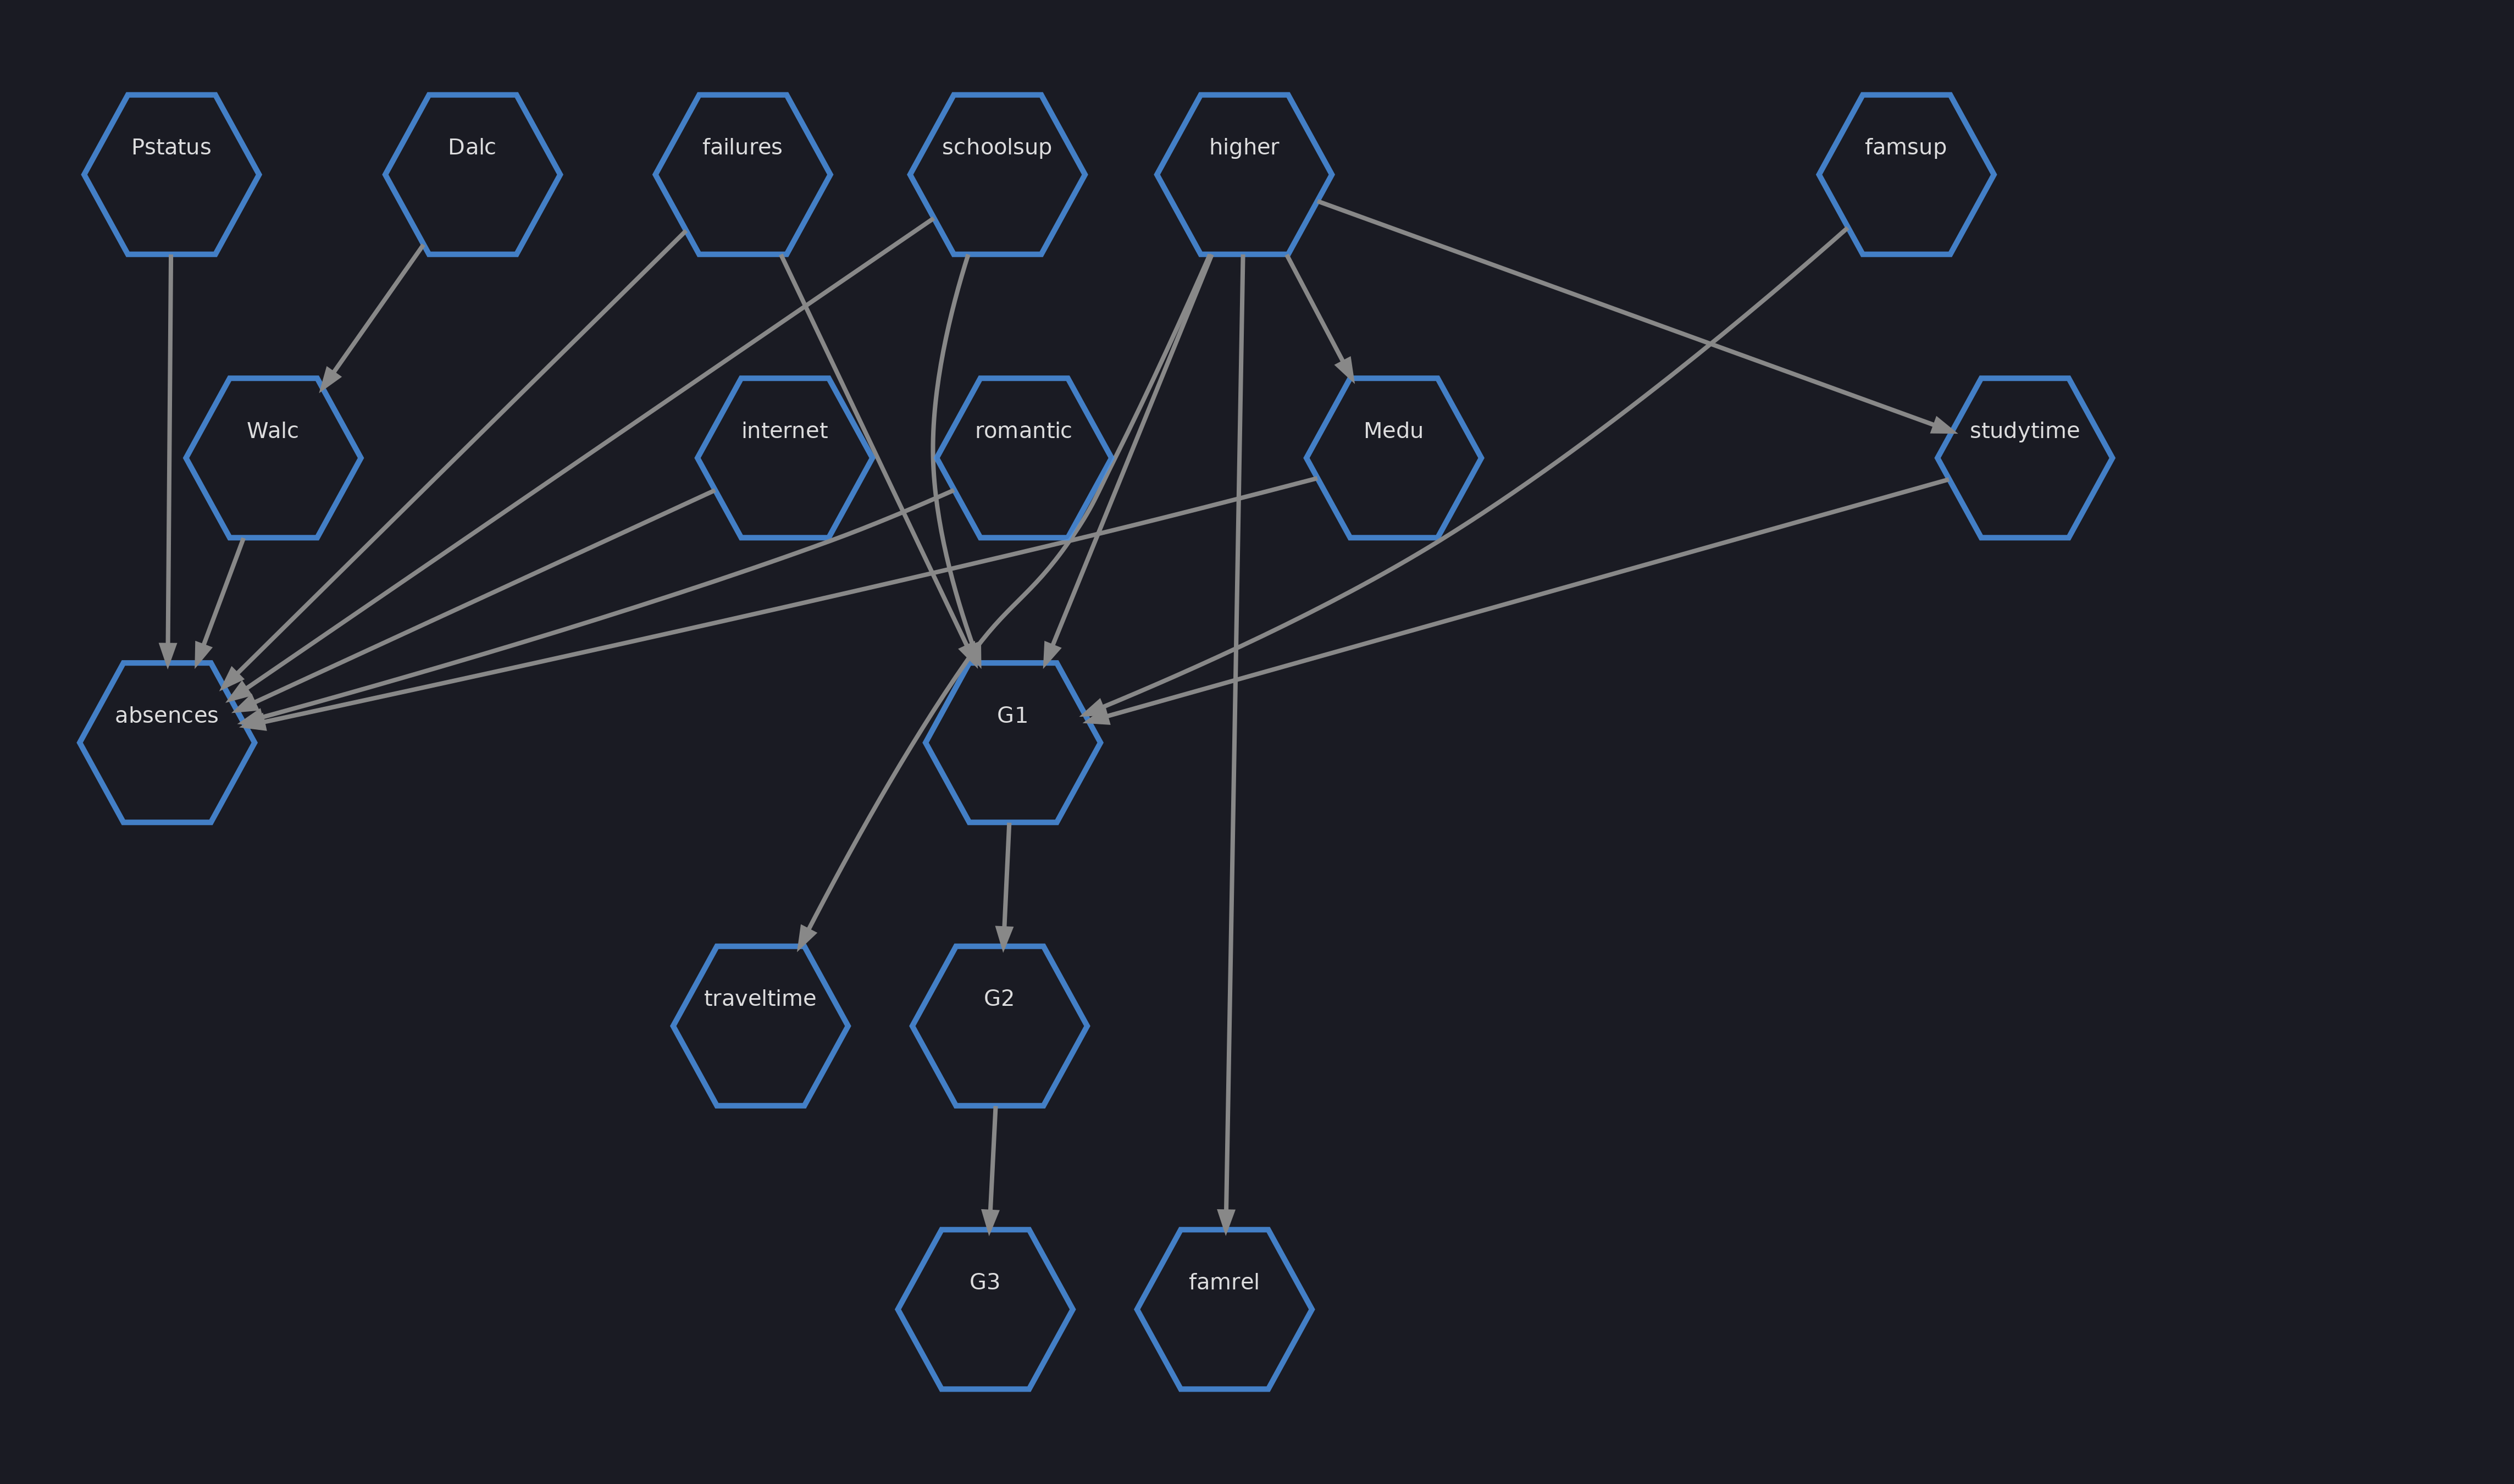 Pstatus
Dalc
failures
schoolsup
higher
famsup
Walc
internet
romantic
Medu
studytime
absences
G1
traveltime
G2
G3
famrel